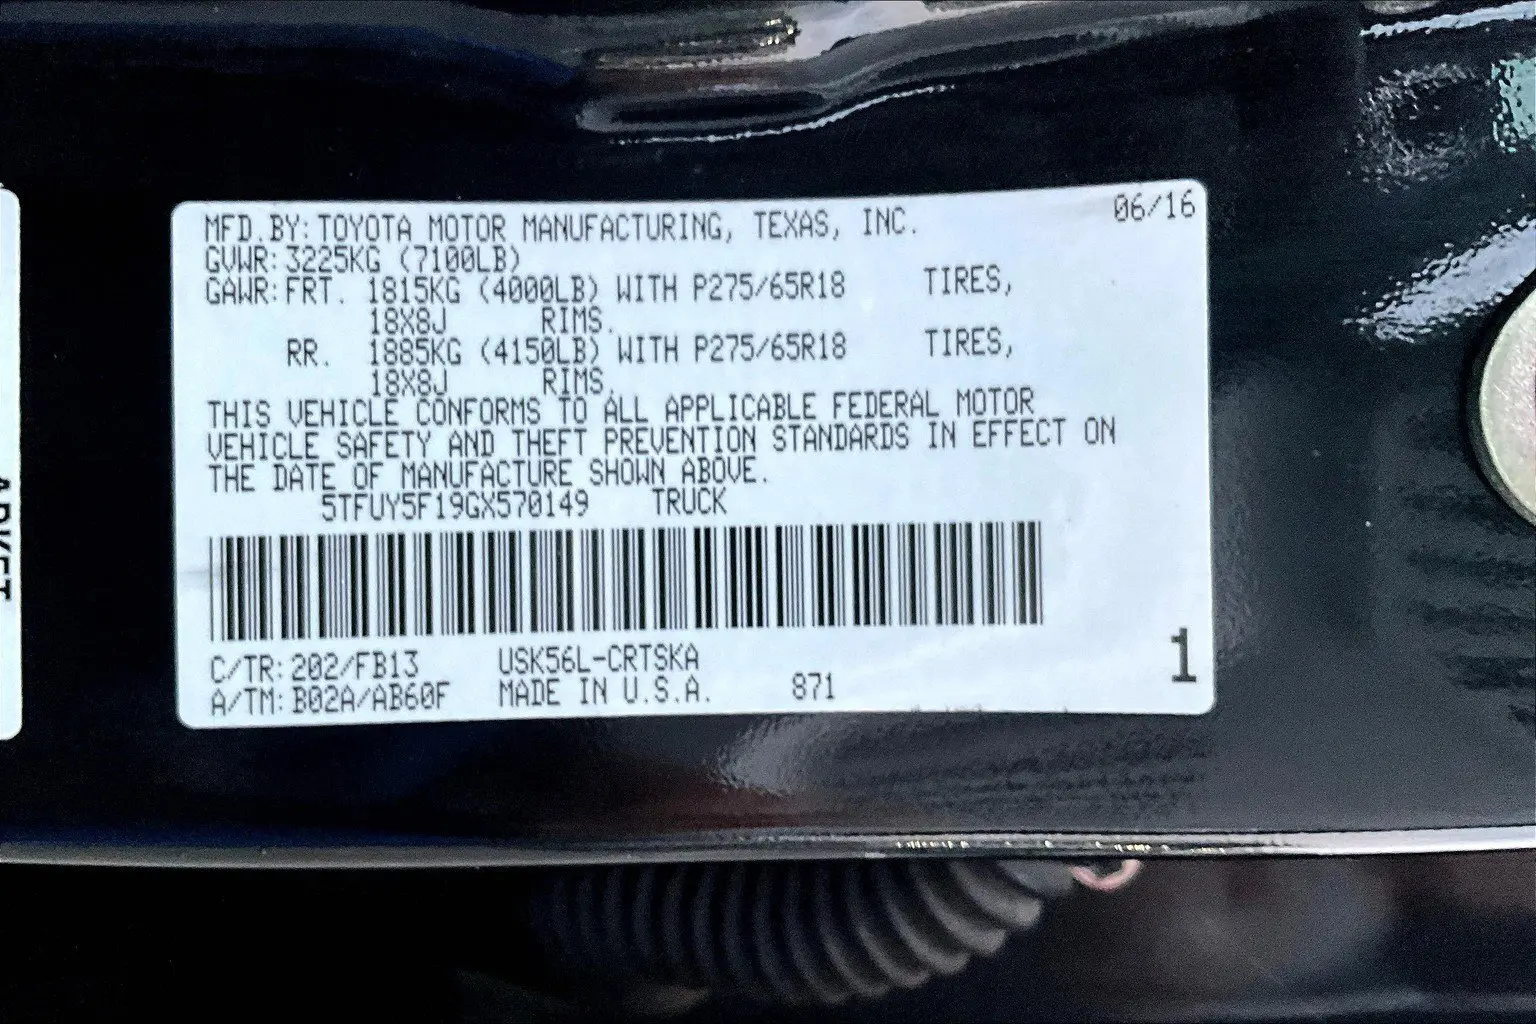 MFD.BY: TOYOTA MOTOR MANUFACTURING, TEXAS, INC. 06/16
GVWR: 3225KG (7100LB)
GAWR: FRT. 1815KG (4000LB) WITH P275/65R18 TIRES,
18X8J RIMS.
RR. 1885KG (4150LB) WITH P275/65R18 TIRES,
18X8J RIMS.
THIS VEHICLE CONFORMS TO ALL APPLICABLE FEDERAL MOTOR
VEHICLE SAFETY AND THEFT PREVENTION STANDARDS IN EFFECT ON
THE DATE OF MANUFACTURE SHOWN ABOVE.
5TFUY5F19GX570149 TRUCK
C/TR: 202/FB13 USK56L-CRTSKA
A/TM: B02A/AB60F MADE IN U.S.A. 871
1